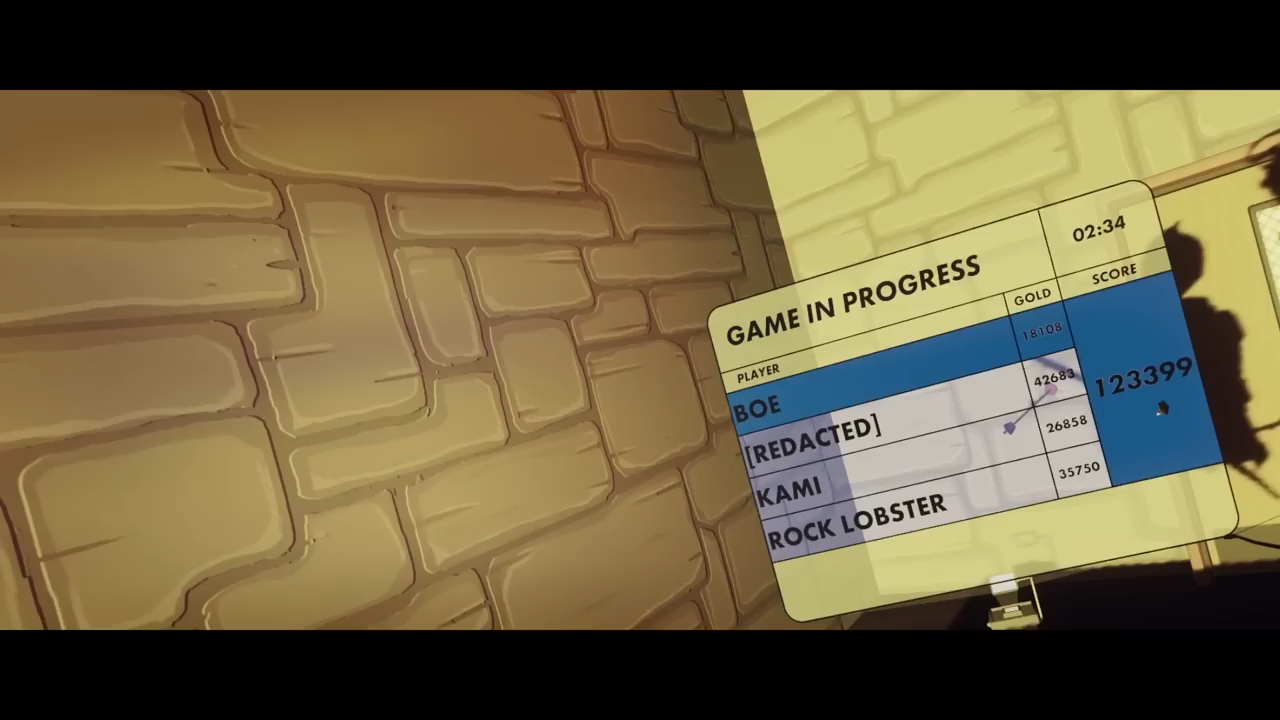 GAME IN PROGRESS 02:34
PLAYER GOLD SCORE
BOE 18108
[REDACTED] 42683
KAMI 26858
ROCK LOBSTER 35750
123399